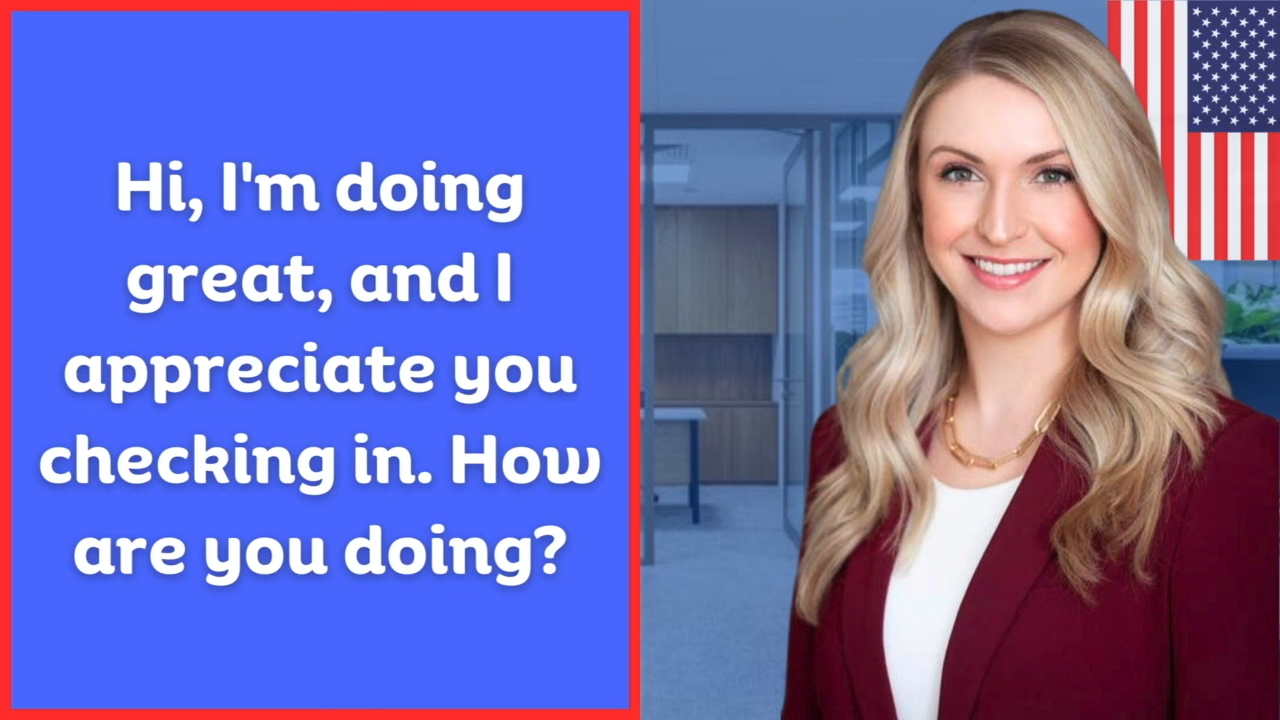 Hi, I'm doing
great, and I
appreciate you
checking in. How
are you doing?